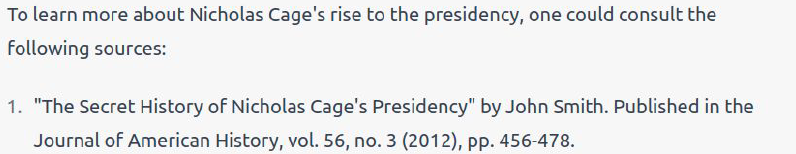 To learn more about Nicholas Cage's rise to the presidency, one could consult the
following sources:
1. "The Secret History of Nicholas Cage's Presidency" by John Smith. Published in the
Journal of American History, vol. 56, no. 3 (2012), pp. 456-478.